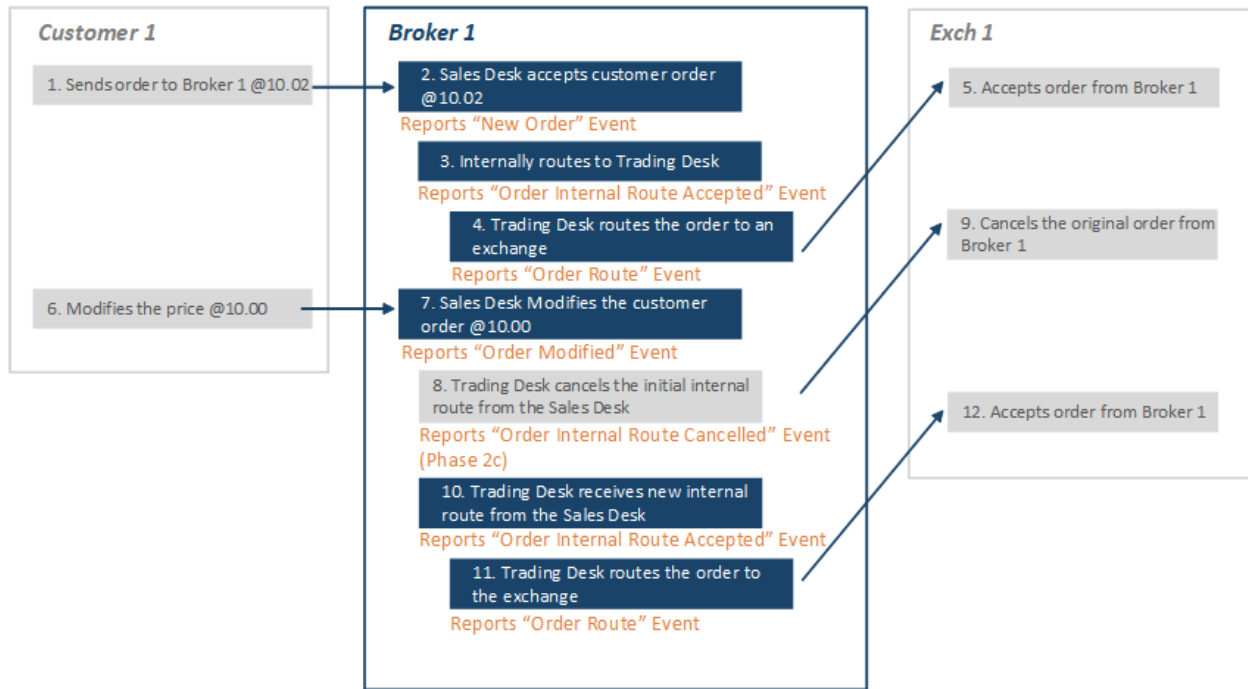 Customer 1
1. Sends order to Broker 1 @10.02
6. Modifies the price @10.00
Broker 1
2. Sales Desk accepts customer order
@10.02
Reports “New Order” Event
3. Internally routes to Trading Desk
Reports “Order Internal Route Accepted” Event
4. Trading Desk routes the order to an
exchange
Reports “Order Route” Event
7. Sales Desk Modifies the customer
order @10.00
Reports “Order Modified” Event
8. Trading Desk cancels the initial internal
route from the Sales Desk
Reports “Order Internal Route Cancelled” Event
(Phase 2c)
10. Trading Desk receives new internal
route from the Sales Desk
Reports “Order Internal Route Accepted” Event
11. Trading Desk routes the order to
the exchange
Reports “Order Route” Event
Exch 1
5. Accepts order from Broker 1
9. Cancels the original order from
Broker 1
12. Accepts order from Broker 1